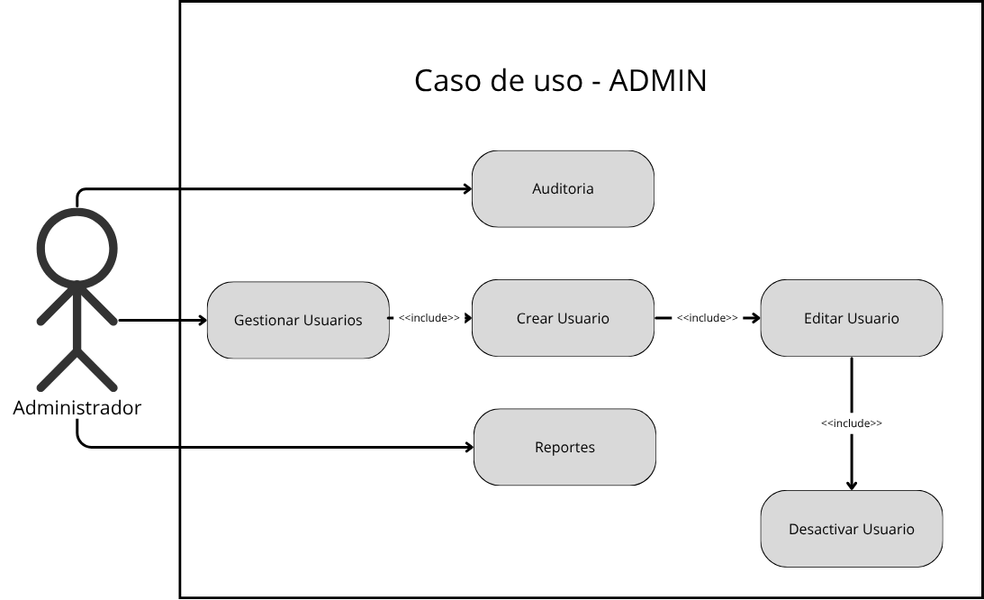 Caso de uso - ADMIN
Auditoria
Gestionar Usuarios
<<include>>
Crear Usuario
<<include>>
Editar Usuario
Administrador
<<include>>
Reportes
Desactivar Usuario